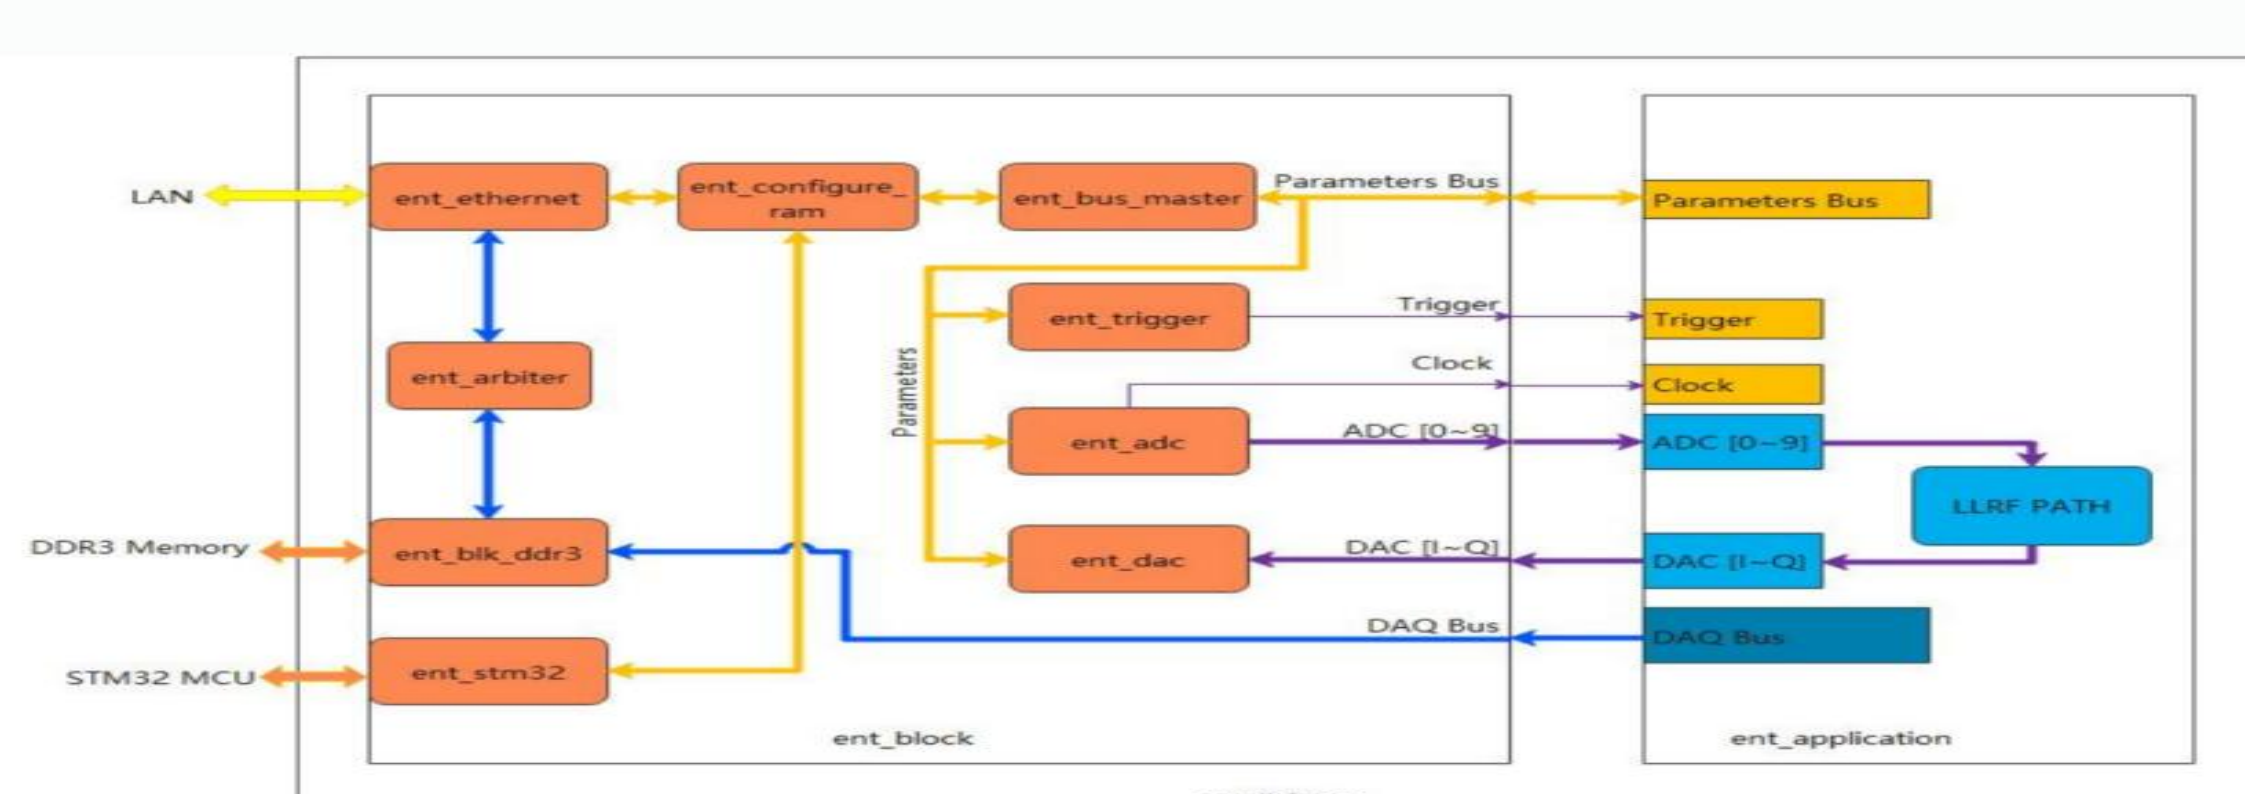 LAN
ent_ethernet
ent_configure_
ram
ent_bus_master
Parameters Bus
Parameters Bus
ent_trigger
Trigger
Trigger
Clock
Clock
ent_arbiter
Parameters
ent_adc
ADC [0~9]
ADC [0~9]
LLRF PATH
DDR3 Memory
ent_blk_ddr3
ent_dac
DAC [I~Q]
DAC [I~Q]
DAQ Bus
DAQ Bus
STM32 MCU
ent_stm32
ent_block
ent_application